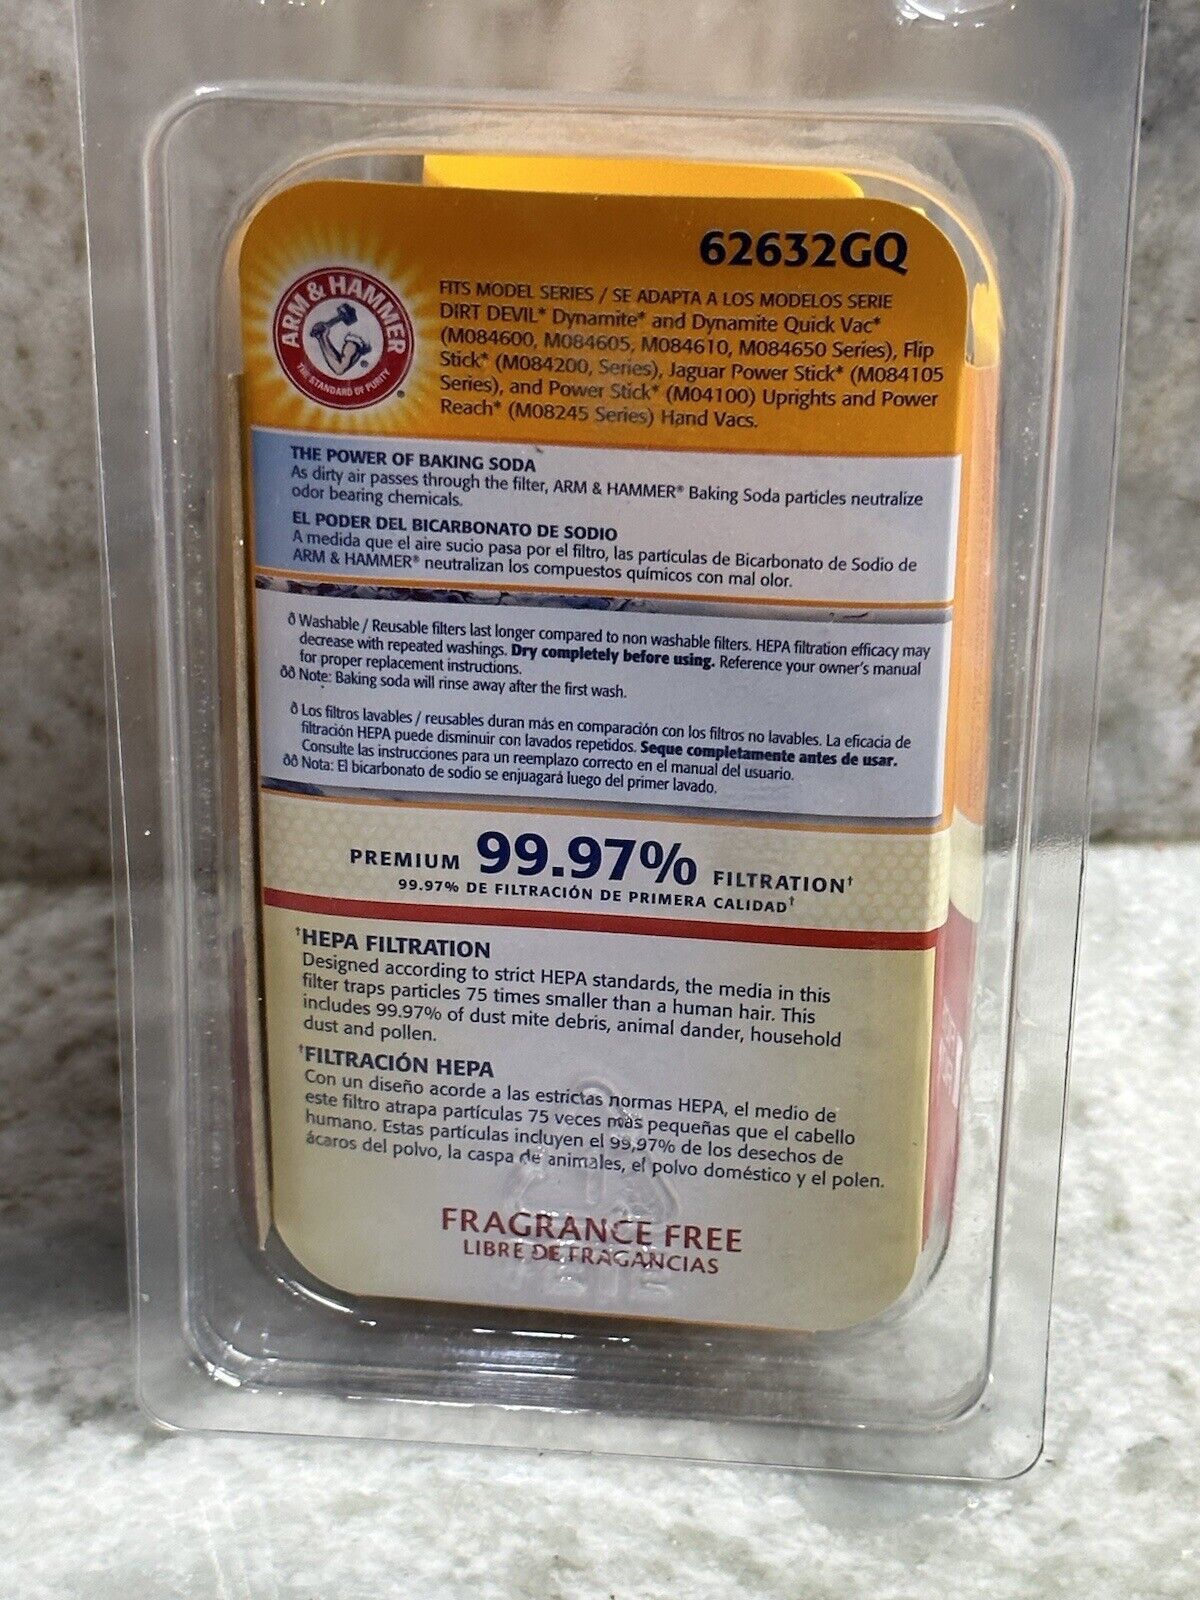 62632GQ
ARM & HAMMER
THE STANDARD OF PURITY
®
FITS MODEL SERIES / SE ADAPTA A LOS MODELOS SERIE
DIRT DEVIL* Dynamite* and Dynamite Quick Vac*
(M084600, M084605, M084610, M084650 Series), Flip
Stick* (M084200, Series), Jaguar Power Stick* (M084105
Series), and Power Stick* (M04100) Uprights and Power
Reach* (M08245 Series) Hand Vacs.
THE POWER OF BAKING SODA
As dirty air passes through the filter, ARM & HAMMER® Baking Soda particles neutralize
odor bearing chemicals.
EL PODER DEL BICARBONATO DE SODIO
A medida que el aire sucio pasa por el filtro, las partículas de Bicarbonato de Sodio de
ARM & HAMMER® neutralizan los compuestos químicos con mal olor.
ð Washable / Reusable filters last longer compared to non washable filters. HEPA filtration efficacy may
decrease with repeated washings. Dry completely before using. Reference your owner's manual
for proper replacement instructions.
ðð Note: Baking soda will rinse away after the first wash.
ð Los filtros lavables / reusables duran más en comparación con los filtros no lavables. La eficacia de
filtración HEPA puede disminuir con lavados repetidos. Seque completamente antes de usar.
Consulte las instrucciones para un reemplazo correcto en el manual del usuario.
ðð Nota: El bicarbonato de sodio se enjuagará luego del primer lavado.
PREMIUM 99.97% FILTRATION†
99.97% DE FILTRACIÓN DE PRIMERA CALIDAD†
†HEPA FILTRATION
Designed according to strict HEPA standards, the media in this
filter traps particles 75 times smaller than a human hair. This
includes 99.97% of dust mite debris, animal dander, household
dust and pollen.
†FILTRACIÓN HEPA
Con un diseño acorde a las estrictas normas HEPA, el medio de
este filtro atrapa partículas 75 veces más pequeñas que el cabello
humano. Estas partículas incluyen el 99,97% de los desechos de
ácaros del polvo, la caspa de animales, el polvo doméstico y el polen.
FRAGRANCE FREE
LIBRE DE FRAGANCIAS